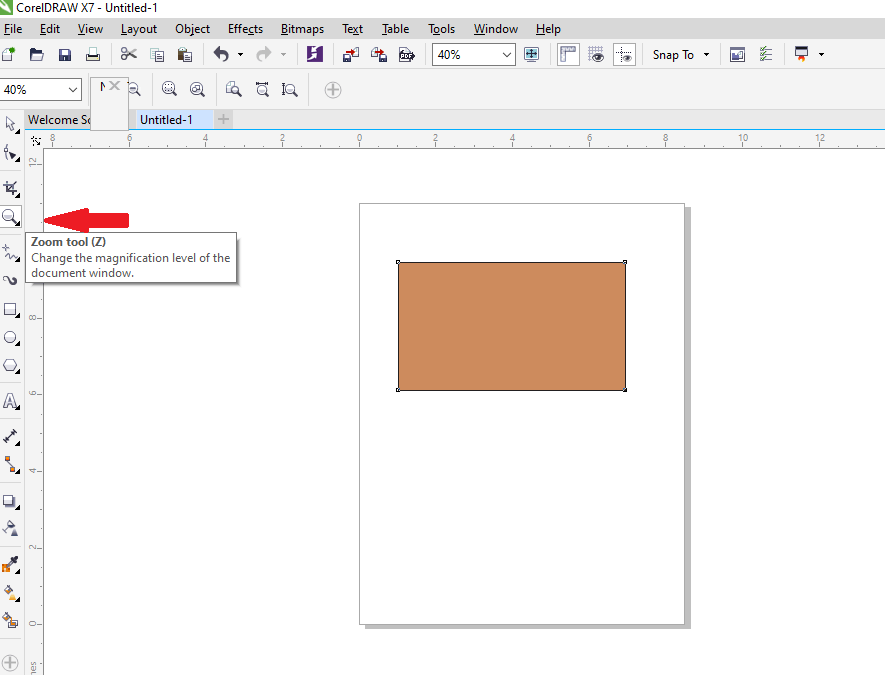 CorelDRAW X7 - Untitled-1
File Edit View Layout Object Effects Bitmaps Text Table Tools Window Help
PDF 40% Snap To
40% N
Welcome Sc Untitled-1
8 6 4 2 0 2 4 6 8 10 12
12
Zoom tool (Z)
Change the magnification level of the
document window.
8
6
4
2
0